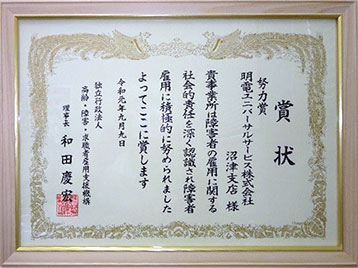 賞状
努力賞
明電ユニバーサルサービス株式会社
沼津支店 様
貴事業所は障害者の雇用に関する
社会的責任を深く認識され障害者
雇用に積極的に努められました
よってここに賞します
令和元年九月九日
独立行政法人
高齢・障害・求職者雇用支援機構
理事長 和田慶宏